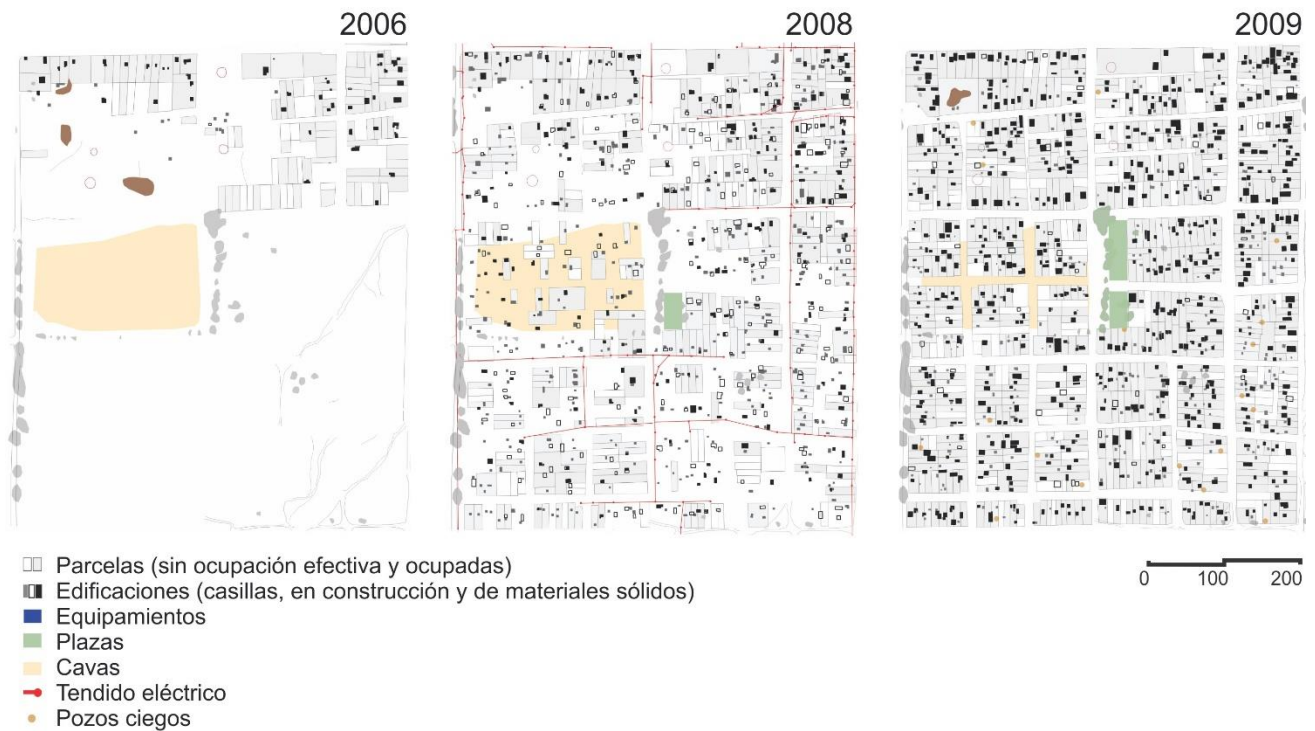 2006
2008
2009
Parcelas (sin ocupación efectiva y ocupadas)
Edificaciones (casillas, en construcción y de materiales sólidos)
Equipamientos
Plazas
Cavas
Tendido eléctrico
Pozos ciegos
0 100 200